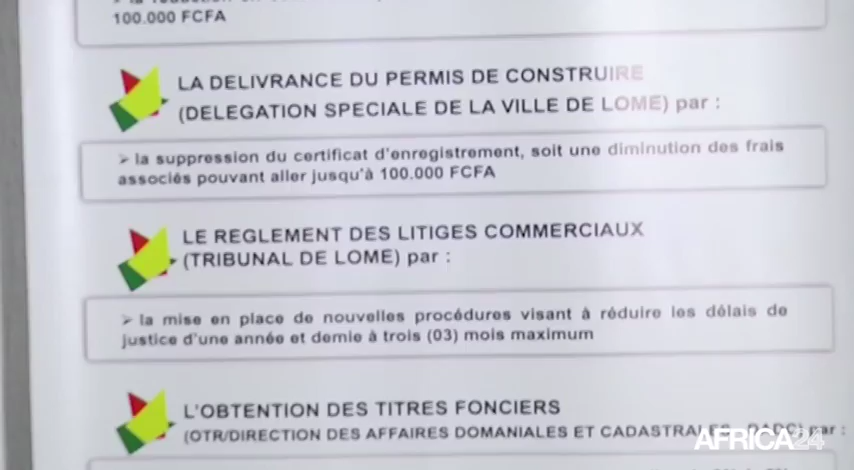 100.000 FCFA
LA DELIVRANCE DU PERMIS DE CONSTRUIRE
(DELEGATION SPECIALE DE LA VILLE DE LOME) par :
➢ la suppression du certificat d'enregistrement, soit une diminution des frais
associés pouvant aller jusqu'à 100.000 FCFA
LE REGLEMENT DES LITIGES COMMERCIAUX
(TRIBUNAL DE LOME) par :
➢ la mise en place de nouvelles procédures visant à réduire les délais de
justice d'une année et demie à trois (03) mois maximum
L'OBTENTION DES TITRES FONCIERS
(OTR/DIRECTION DES AFFAIRES DOMANIALES ET CADASTRALES - DADC) par :
AFRICA24